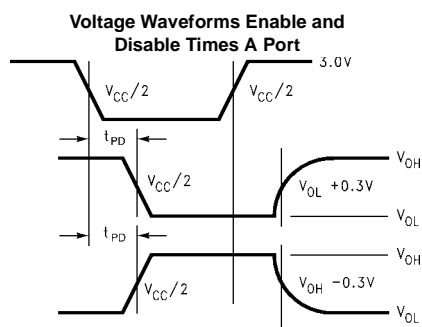 Voltage Waveforms Enable and
Disable Times A Port
3.0V
VCC/2
VCC/2
tPD
VOH
VCC/2
VOL +0.3V
VOL
tPD
VOH
VCC/2
VOH −0.3V
VOL